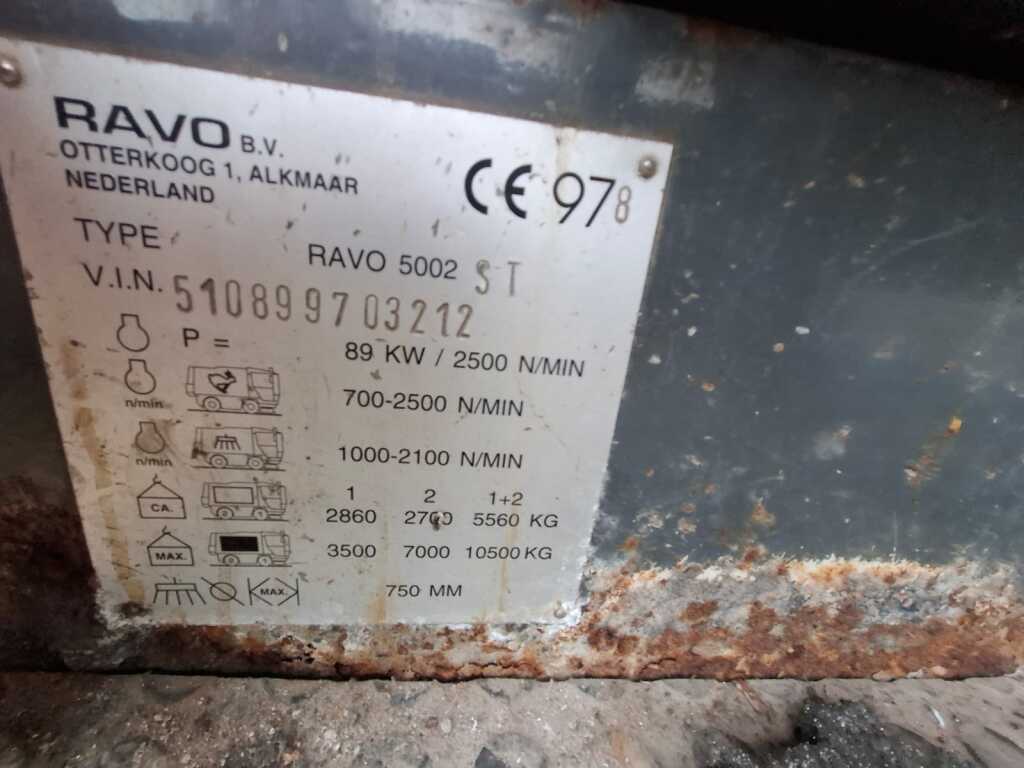 RAVO B.V.
OTTERKOOG 1, ALKMAAR
NEDERLAND
CE 978
TYPE RAVO 5002 ST
V.I.N. 510899703212
P = 89 KW / 2500 N/MIN
n/min 700-2500 N/MIN
n/min 1000-2100 N/MIN
1 2 1+2
CA. 2860 2700 5560 KG
MAX. 3500 7000 10500 KG
MAX. 750 MM